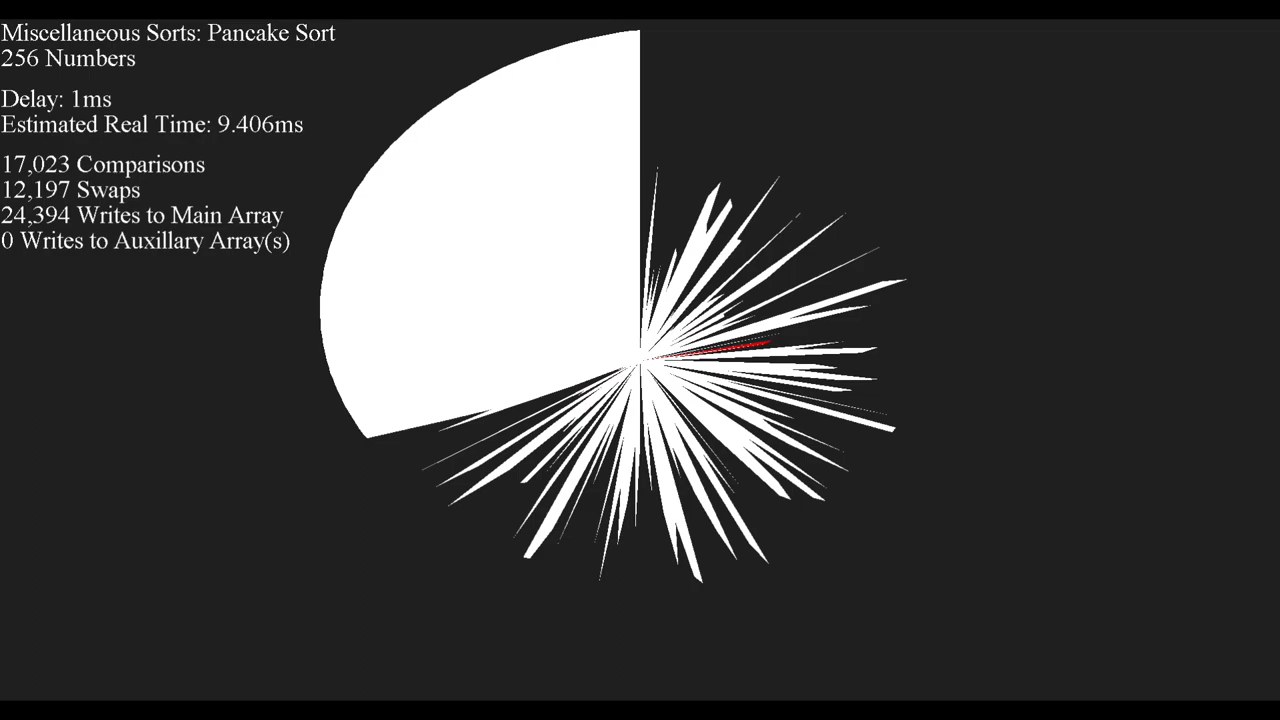 Miscellaneous Sorts: Pancake Sort
256 Numbers
Delay: 1ms
Estimated Real Time: 9.406ms
17,023 Comparisons
12,197 Swaps
24,394 Writes to Main Array
0 Writes to Auxillary Array(s)